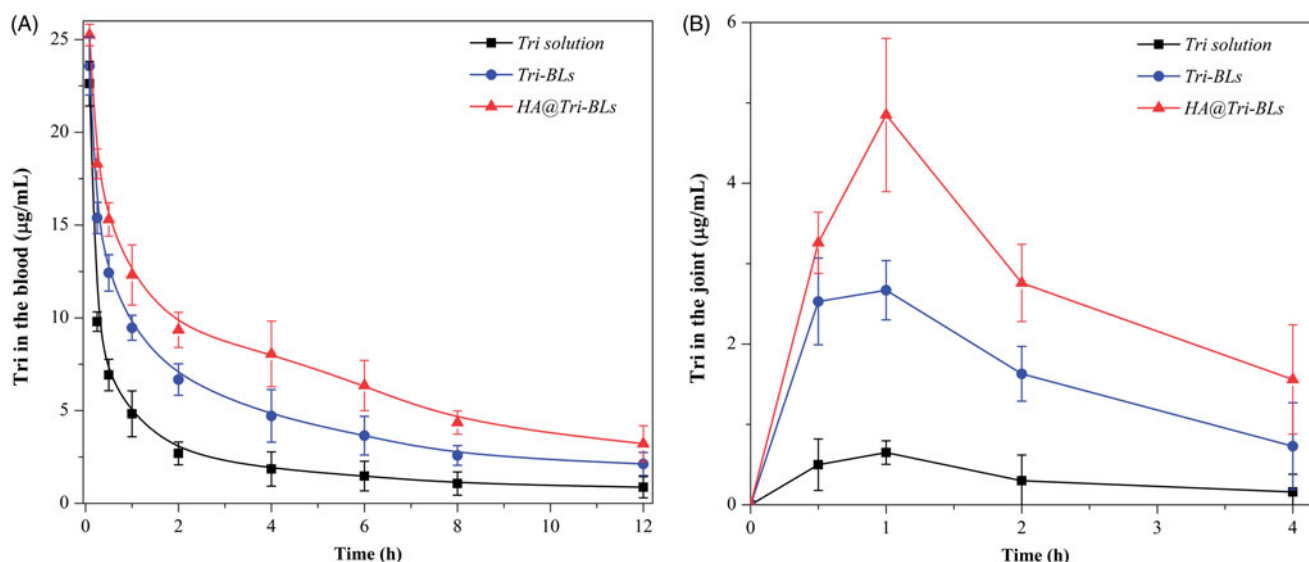 (A)
25
20
15
10
5
0
Tri in the blood (µg/mL)
Tri solution
Tri-BLs
HA@Tri-BLs
0 2 4 6 8 10 12
Time (h)
(B)
6
4
2
0
Tri in the joint (µg/mL)
Tri solution
Tri-BLs
HA@Tri-BLs
0 1 2 3 4
Time (h)